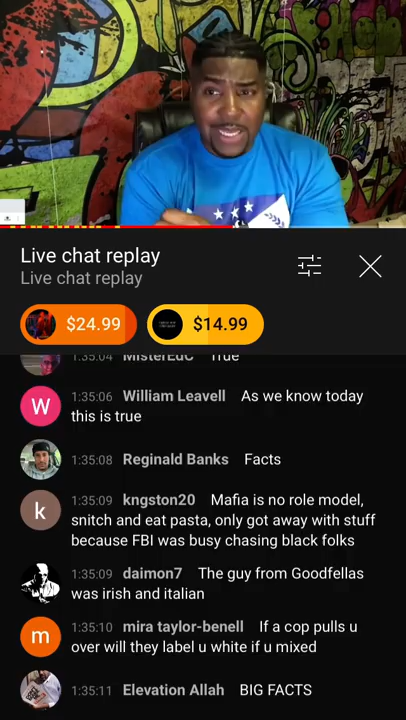 Live chat replay
Live chat replay
$24.99
$14.99
1:35:04 MisterEdC True
1:35:06 William Leavell As we know today
this is true
1:35:08 Reginald Banks Facts
1:35:09 kngston20 Mafia is no role model,
snitch and eat pasta, only got away with stuff
because FBI was busy chasing black folks
1:35:09 daimon7 The guy from Goodfellas
was irish and italian
1:35:10 mira taylor-benell If a cop pulls u
over will they label u white if u mixed
1:35:11 Elevation Allah BIG FACTS
W
k
m